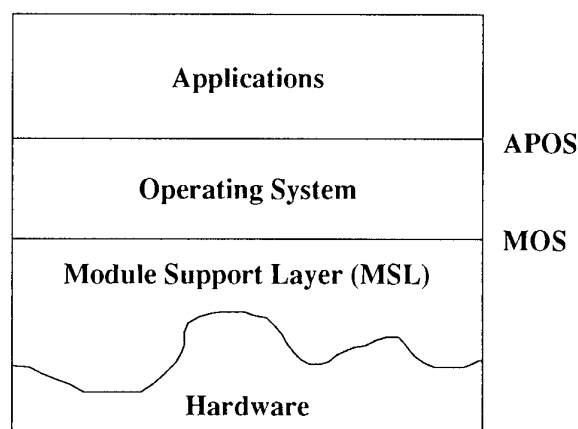 Applications
APOS
Operating System
MOS
Module Support Layer (MSL)
Hardware